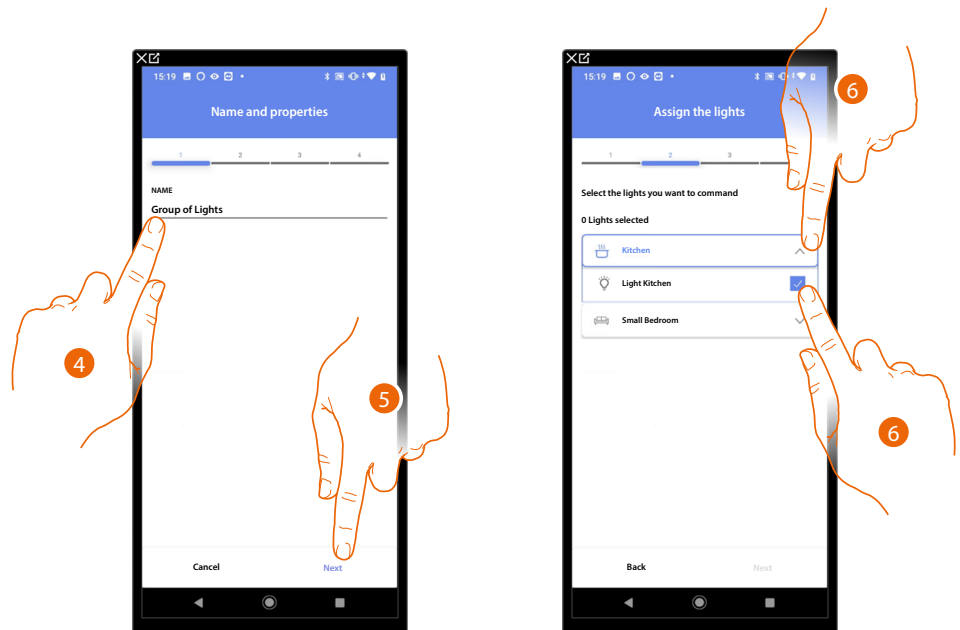 15:19
Name and properties
1 2 3 4
NAME
Group of Lights
4
5
Cancel Next
15:19
Assign the lights
1 2 3
Select the lights you want to command
0 Lights selected
Kitchen
Light Kitchen
Small Bedroom
6
6
Back Next